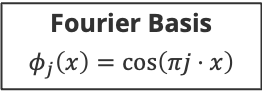 Fourier Basis
ϕⱼ(x) = cos(πj · x)